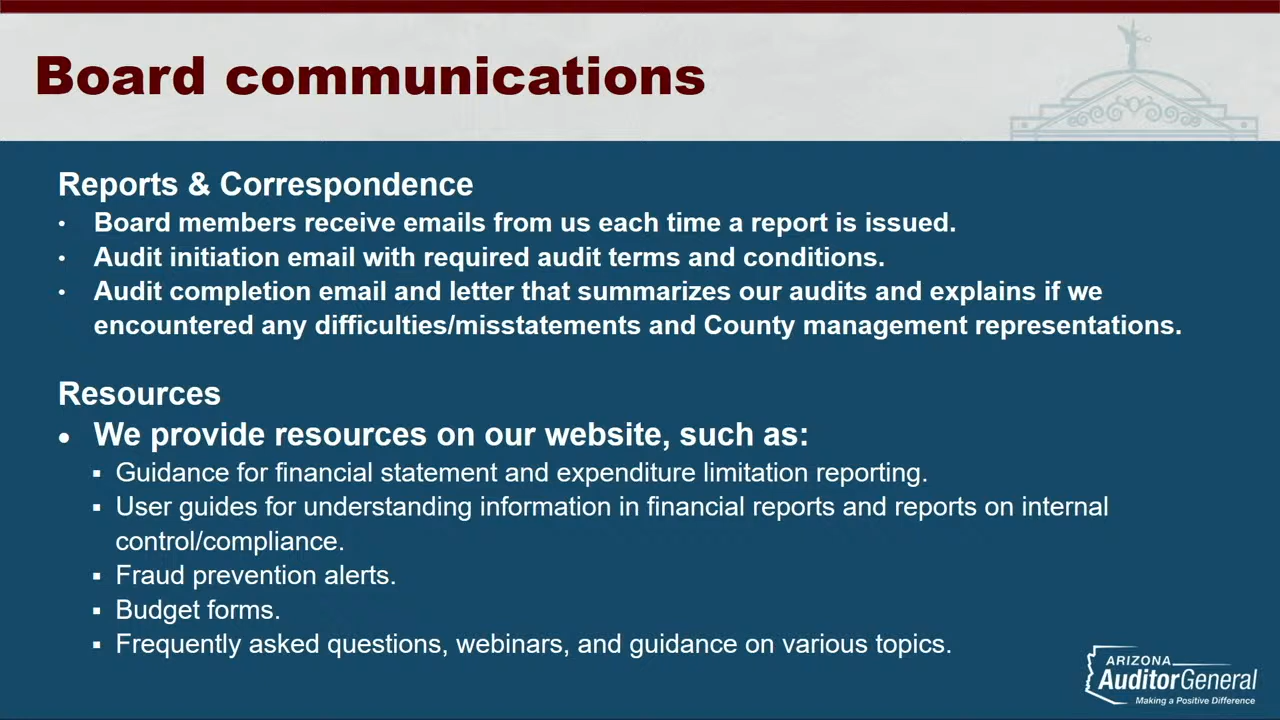 Board communications
Reports & Correspondence
• Board members receive emails from us each time a report is issued.
• Audit initiation email with required audit terms and conditions.
• Audit completion email and letter that summarizes our audits and explains if we
encountered any difficulties/misstatements and County management representations.
Resources
• We provide resources on our website, such as:
▪ Guidance for financial statement and expenditure limitation reporting.
▪ User guides for understanding information in financial reports and reports on internal
control/compliance.
▪ Fraud prevention alerts.
▪ Budget forms.
▪ Frequently asked questions, webinars, and guidance on various topics.
ARIZONA
AuditorGeneral
Making a Positive Difference